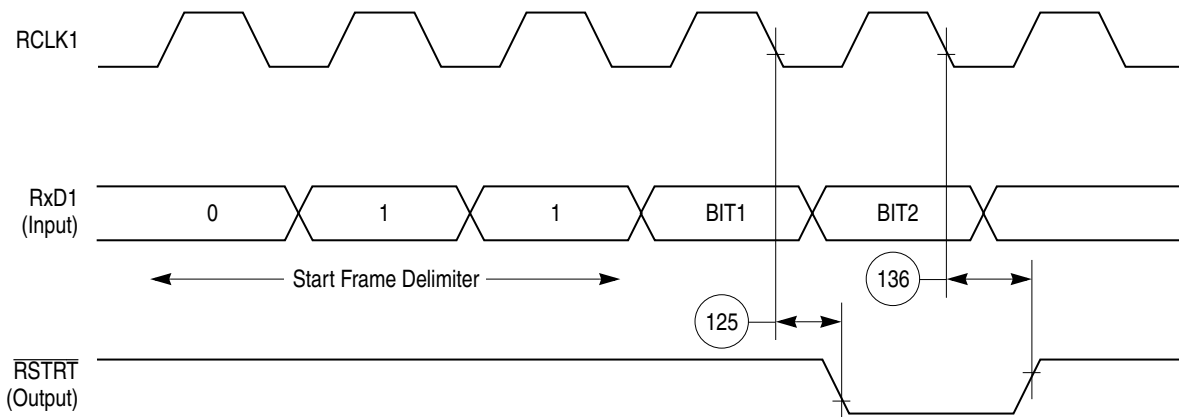 RCLK1
RxD1
(Input)
0
1
1
BIT1
BIT2
Start Frame Delimiter
136
125
RSTRT
(Output)